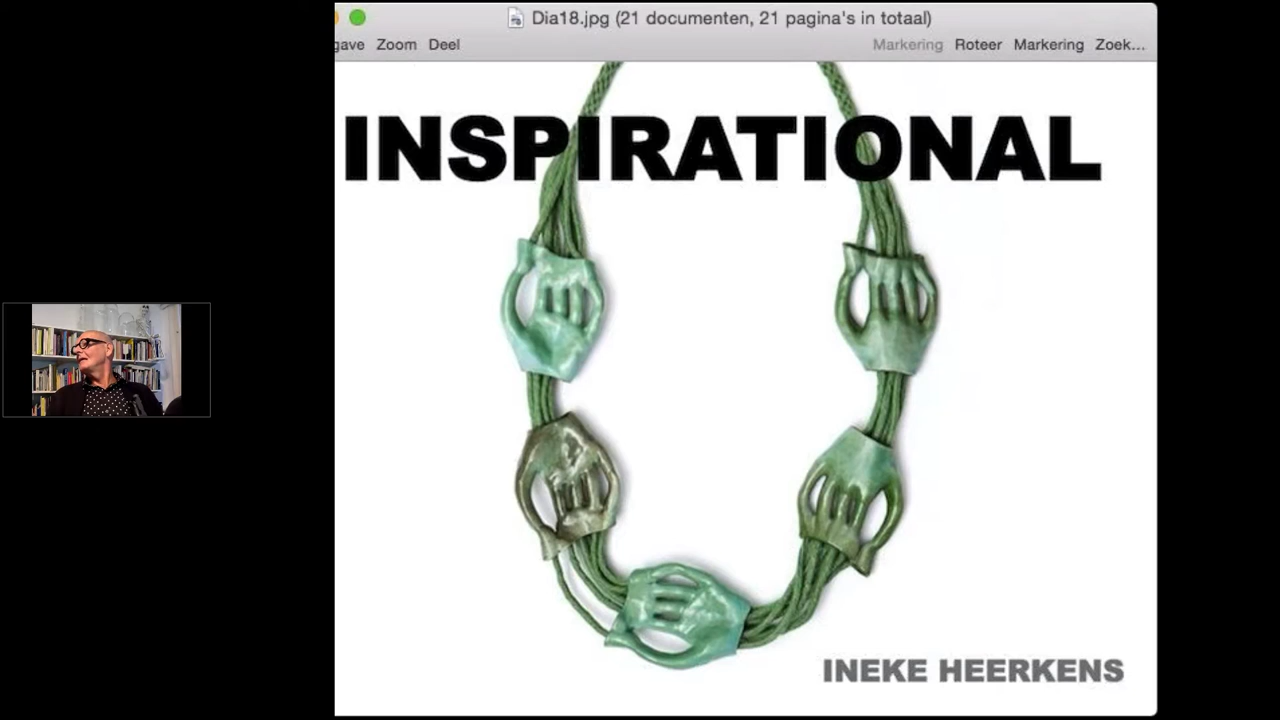 Dia18.jpg (21 documenten, 21 pagina's in totaal)
gave Zoom Deel Markering Roteer Markering Zoek...
INSPIRATIONAL
INEKE HEERKENS